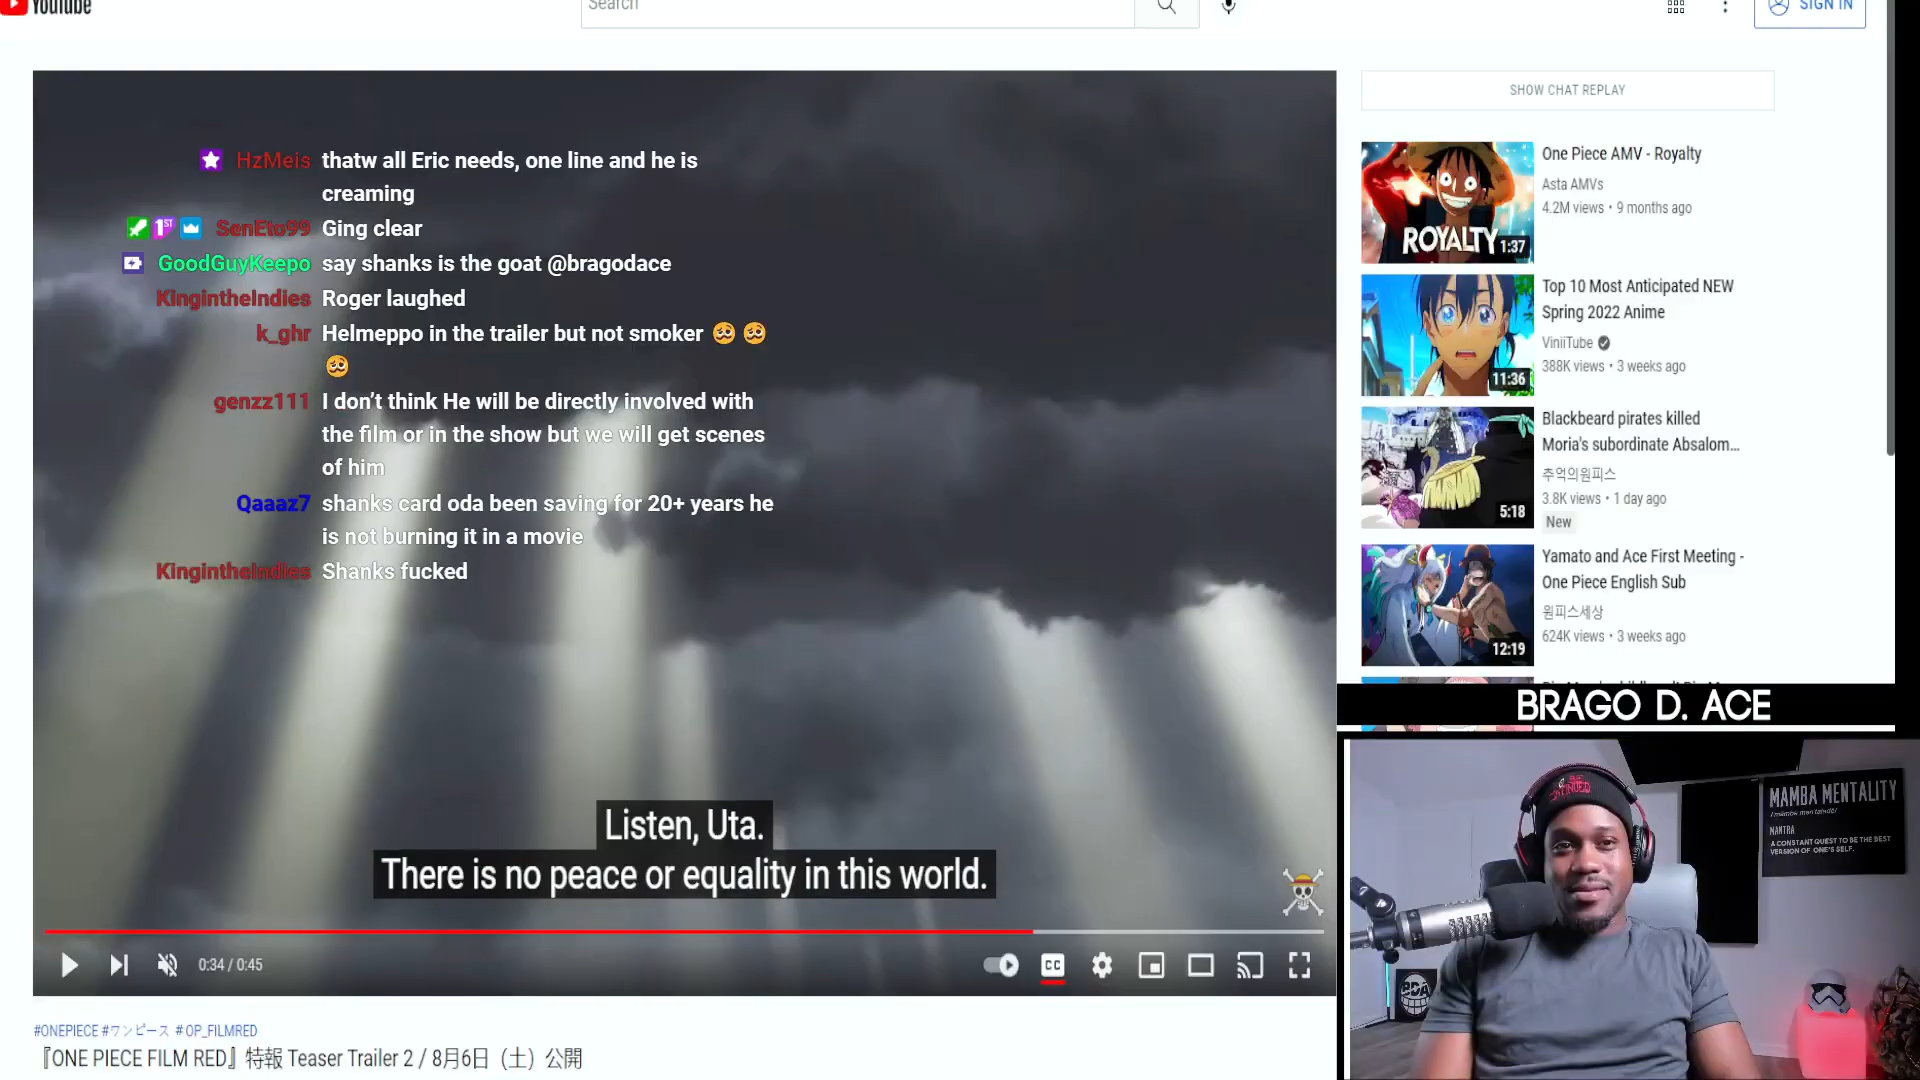 YouTube
Search
SIGN IN
HzMeis thatw all Eric needs, one line and he is
creaming
SenEto99 Ging clear
GoodGuyKeepo say shanks is the goat @bragodace
KingintheIndies Roger laughed
k_ghr Helmeppo in the trailer but not smoker 🥺 🥺
🥺
genzz111 I don’t think He will be directly involved with
the film or in the show but we will get scenes
of him
Qaaaz7 shanks card oda been saving for 20+ years he
is not burning it in a movie
KingintheIndies Shanks fucked
Listen, Uta.
There is no peace or equality in this world.
0:34 / 0:45
CC
#ONEPIECE #ワンピース # OP_FILMRED
『ONE PIECE FILM RED』特報 Teaser Trailer 2 / 8月6日（土）公開
SHOW CHAT REPLAY
ROYALTY
1:37
One Piece AMV - Royalty
Asta AMVs
4.2M views • 9 months ago
11:36
Top 10 Most Anticipated NEW
Spring 2022 Anime
ViniiTube
388K views • 3 weeks ago
5:18
Blackbeard pirates killed
Moria's subordinate Absalom...
추억의원피스
3.8K views • 1 day ago
New
12:19
Yamato and Ace First Meeting -
One Piece English Sub
원피스세상
624K views • 3 weeks ago
BRAGO D. ACE
MAMBA MENTALITY
MANTRA
A CONSTANT QUEST TO BE THE BEST
VERSION OF ONE'S SELF.
BDA